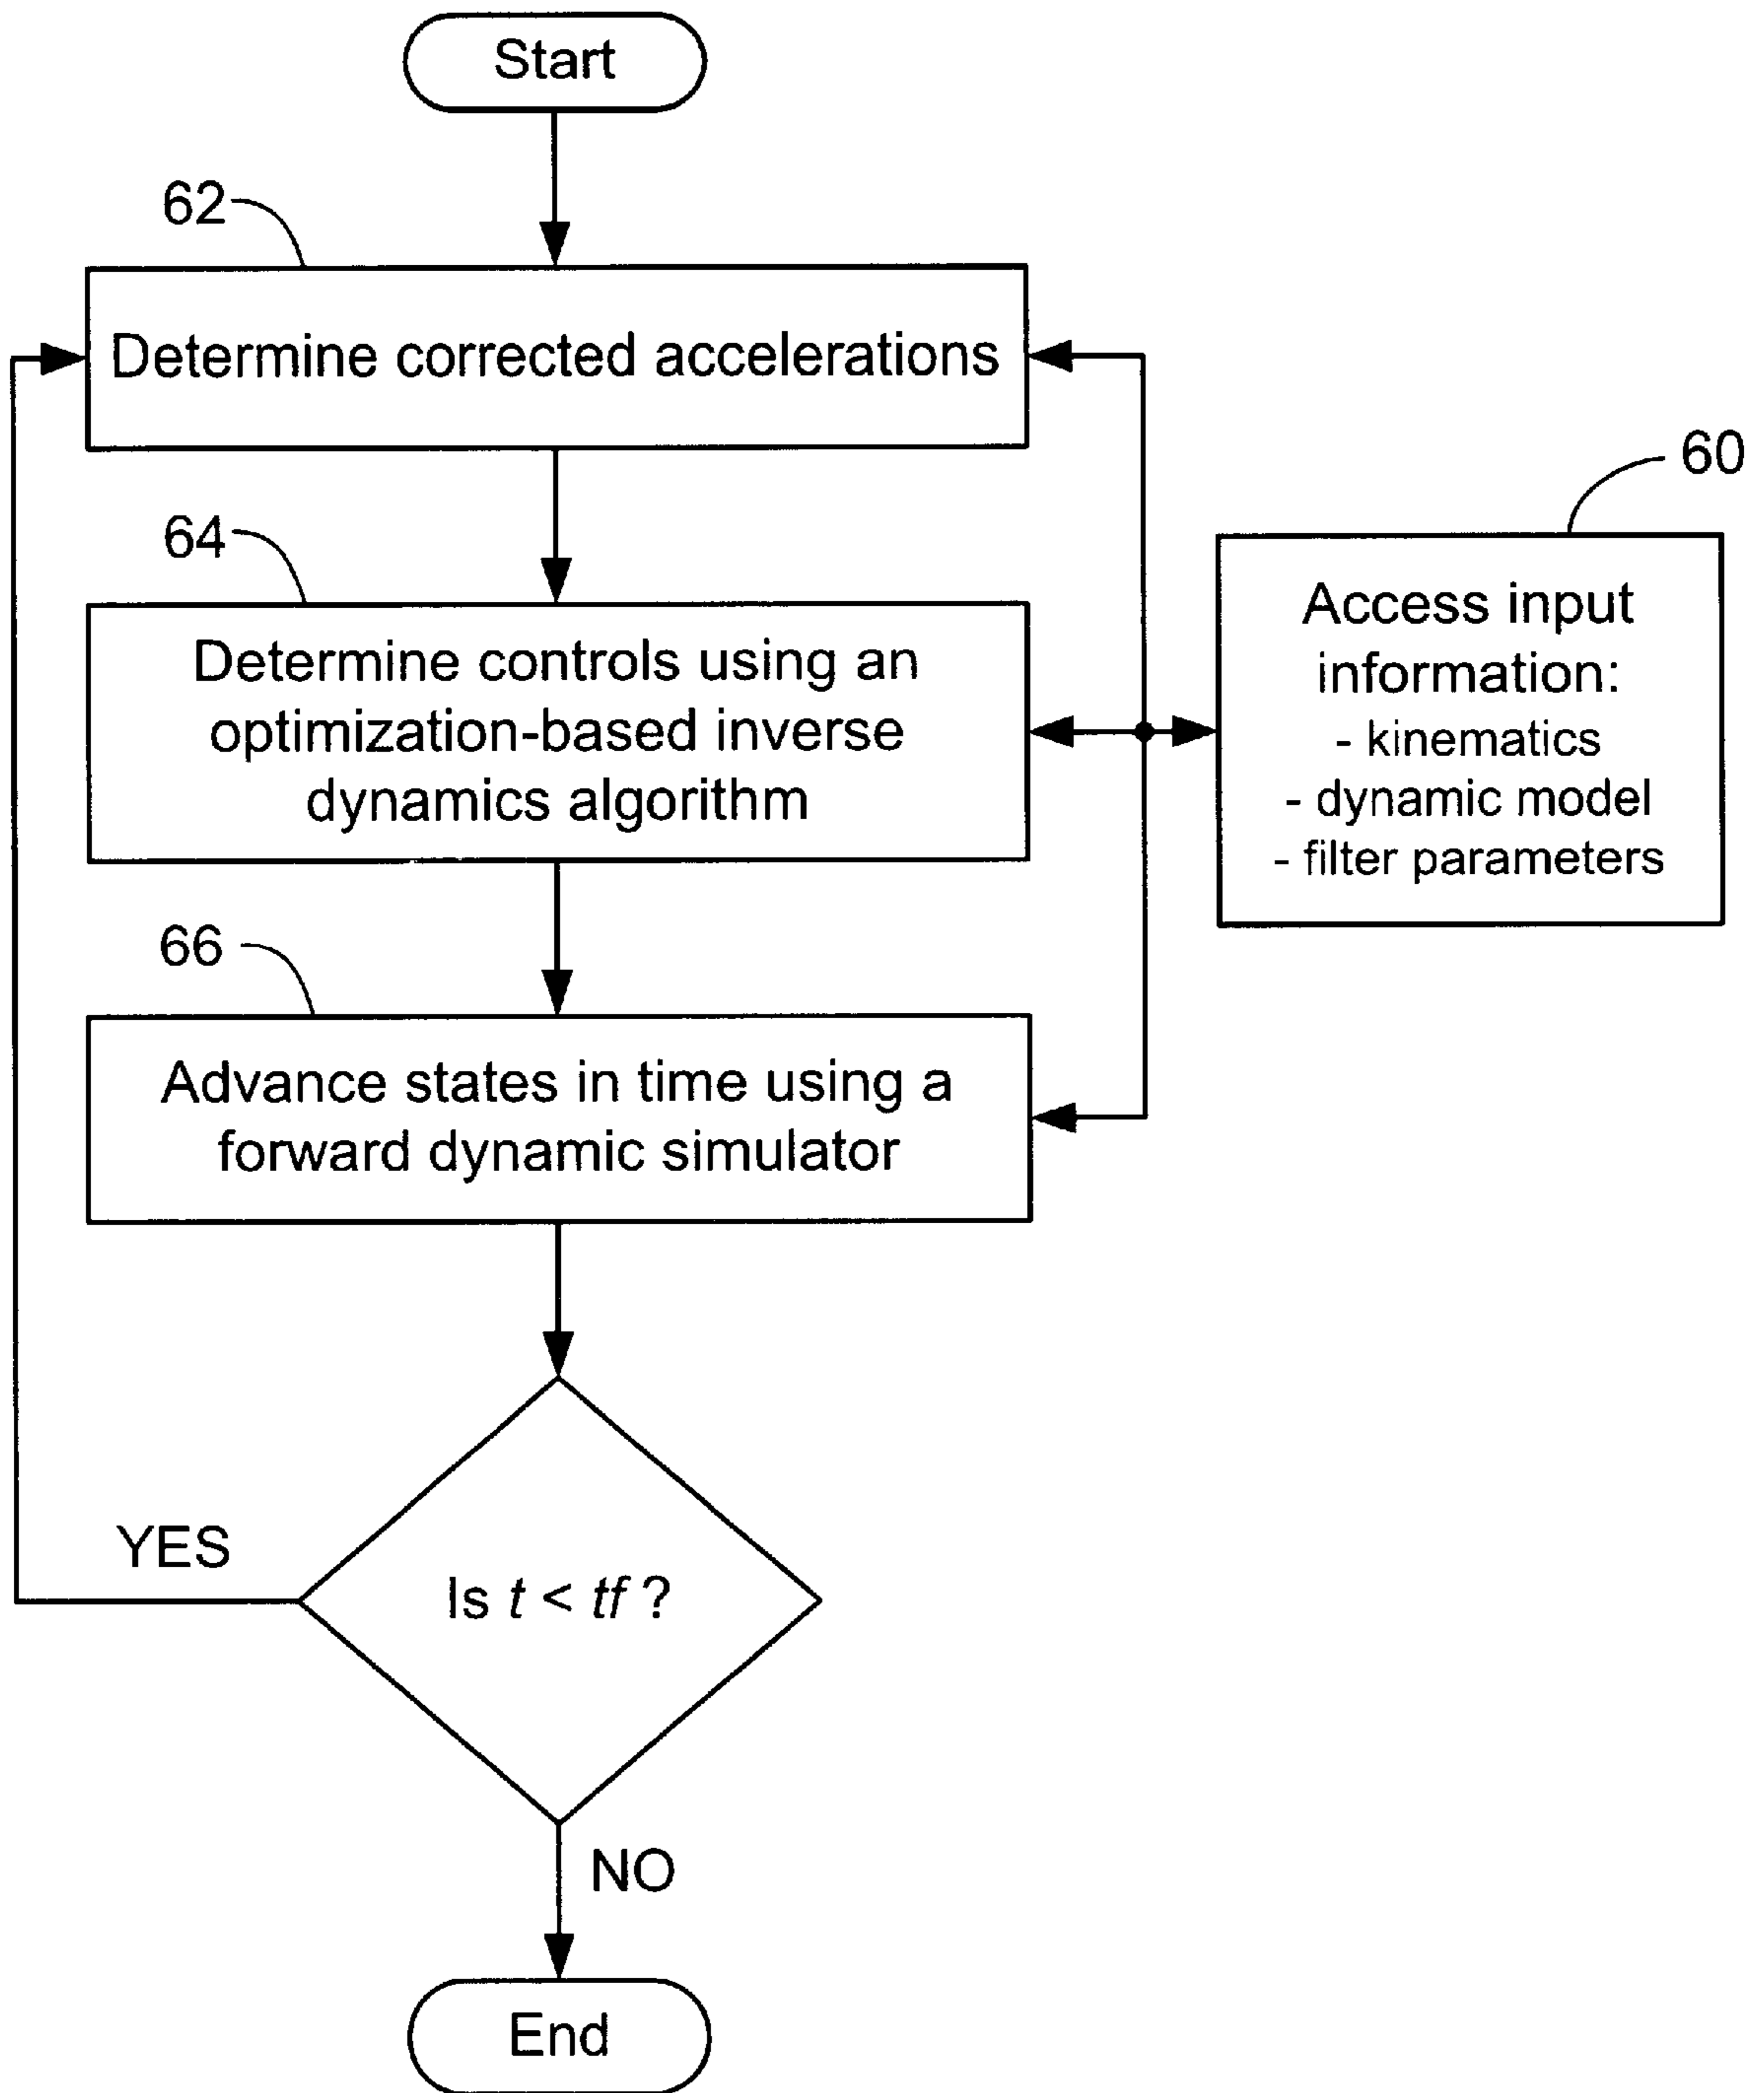 Start
62
Determine corrected accelerations
60
64
Determine controls using an
optimization-based inverse
dynamics algorithm
Access input
information:
- kinematics
- dynamic model
- filter parameters
66
Advance states in time using a
forward dynamic simulator
YES
Is t < tf ?
NO
End